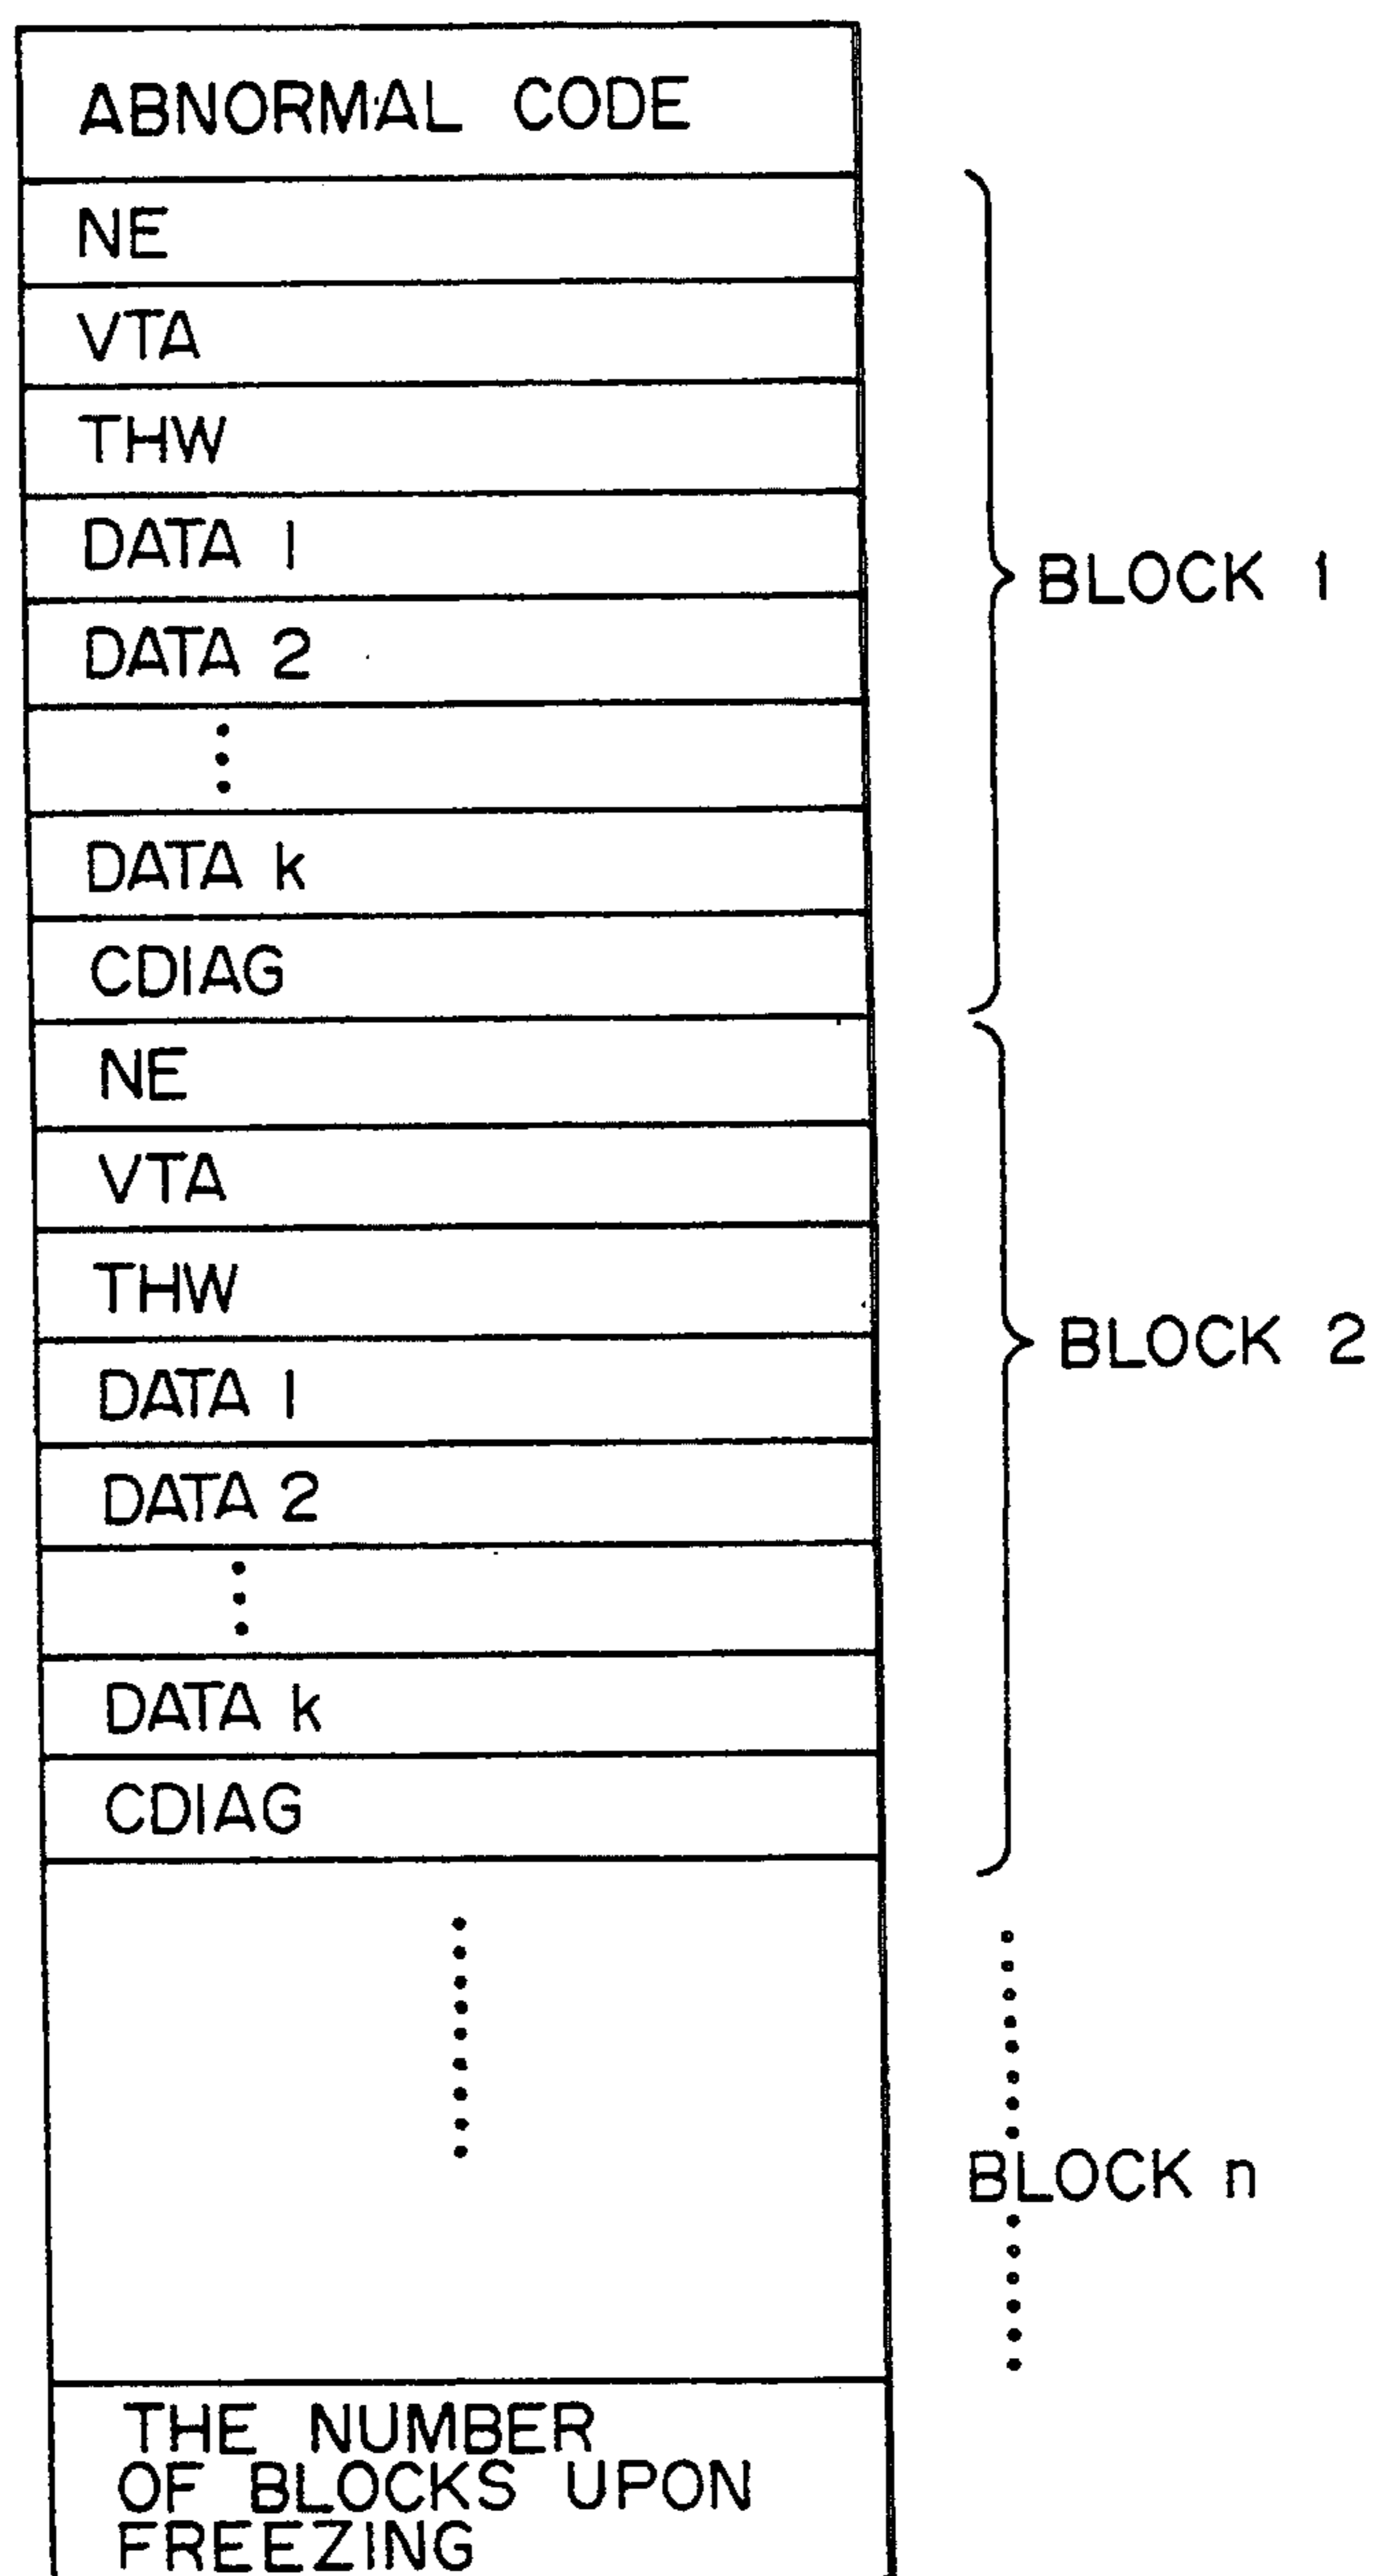 ABNORMAL CODE
NE
VTA
THW
DATA 1
DATA 2
DATA k
CDIAG
BLOCK 1
NE
VTA
THW
DATA 1
DATA 2
DATA k
CDIAG
BLOCK 2
BLOCK n
THE NUMBER
OF BLOCKS UPON
FREEZING